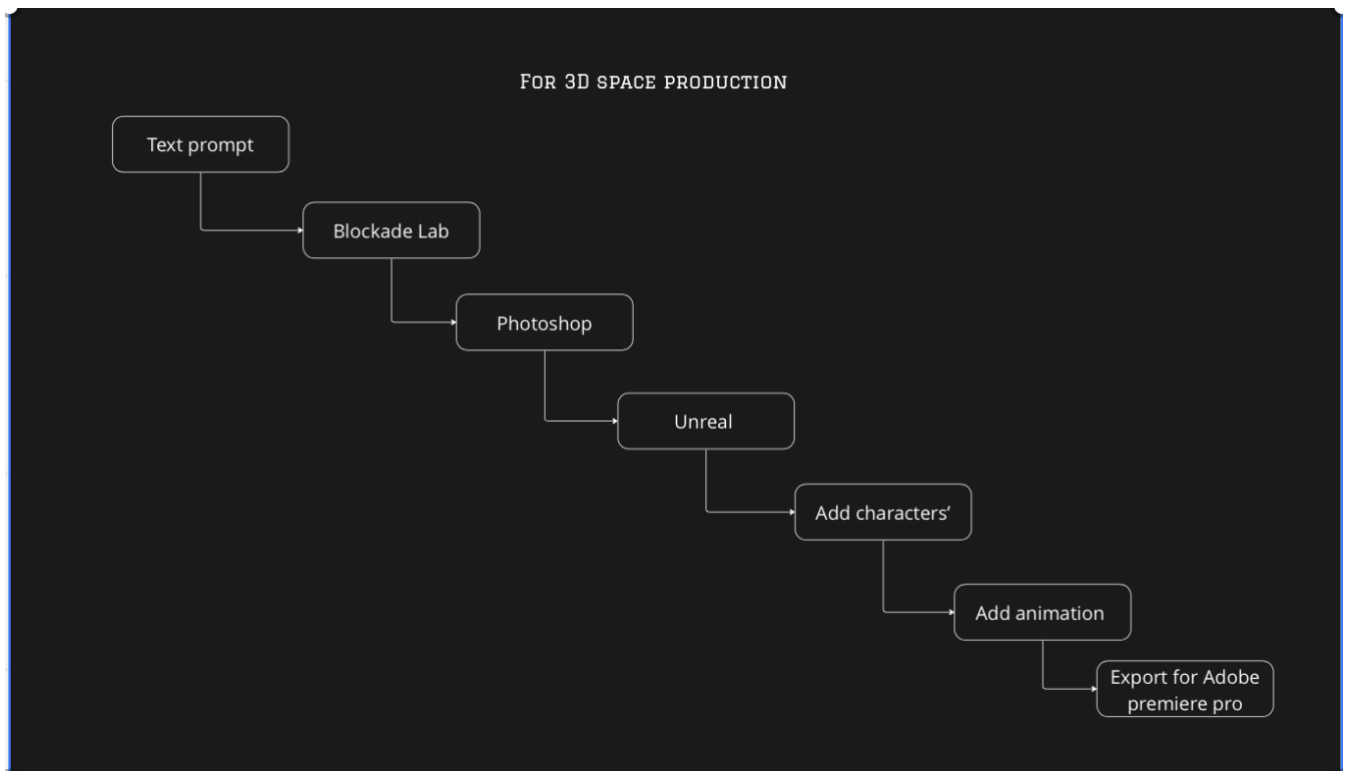 For 3D space production
Text prompt
Blockade Lab
Photoshop
Unreal
Add characters’
Add animation
Export for Adobe
premiere pro